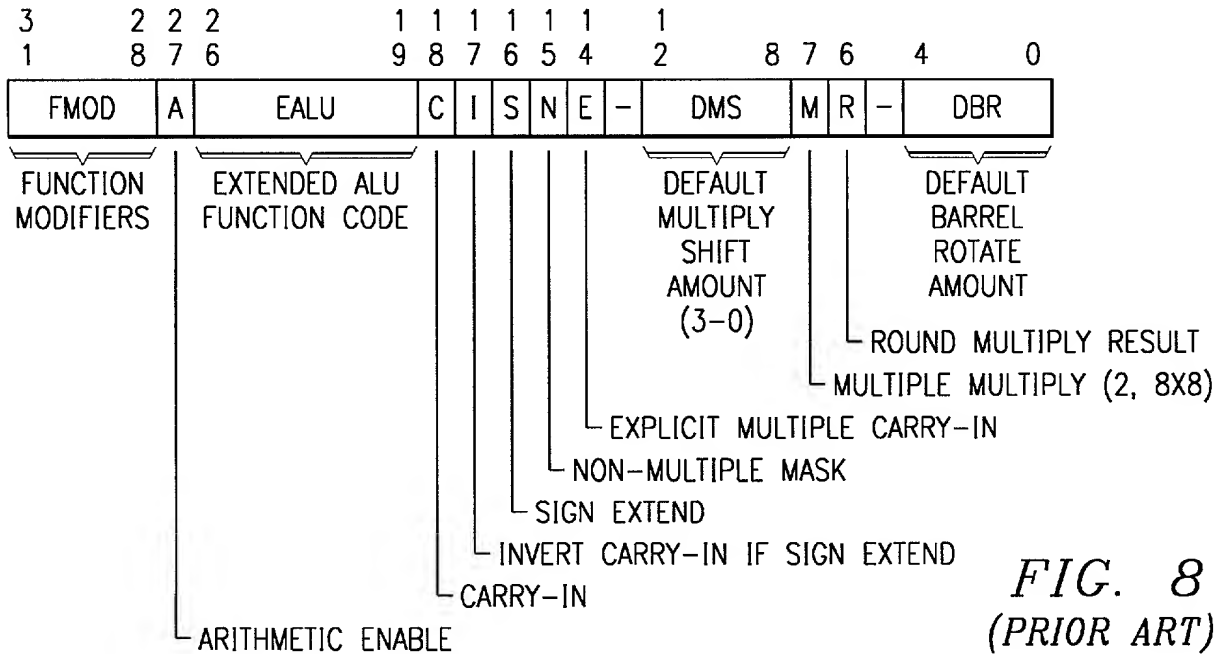 3 2 2 2 1 1 1 1 1 1 1
1 8 7 6 9 8 7 6 5 4 2 8 7 6 4 0
FMOD A EALU C I S N E - DMS M R - DBR
FUNCTION MODIFIERS
EXTENDED ALU FUNCTION CODE
DEFAULT
MULTIPLY
SHIFT
AMOUNT
(3-0)
DEFAULT
BARREL
ROTATE
AMOUNT
ROUND MULTIPLY RESULT
MULTIPLE MULTIPLY (2, 8X8)
EXPLICIT MULTIPLE CARRY-IN
NON-MULTIPLE MASK
SIGN EXTEND
INVERT CARRY-IN IF SIGN EXTEND
CARRY-IN
ARITHMETIC ENABLE
FIG. 8
(PRIOR ART)